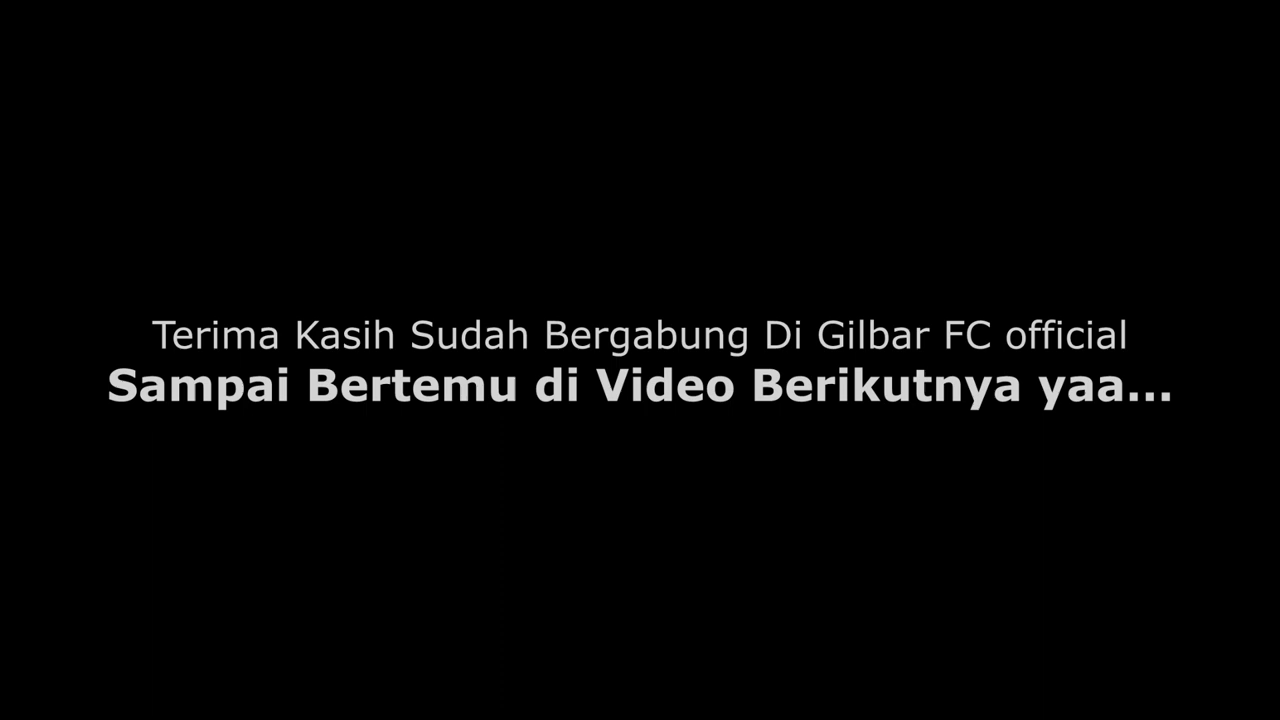 Terima Kasih Sudah Bergabung Di Gilbar FC official
Sampai Bertemu di Video Berikutnya yaa...